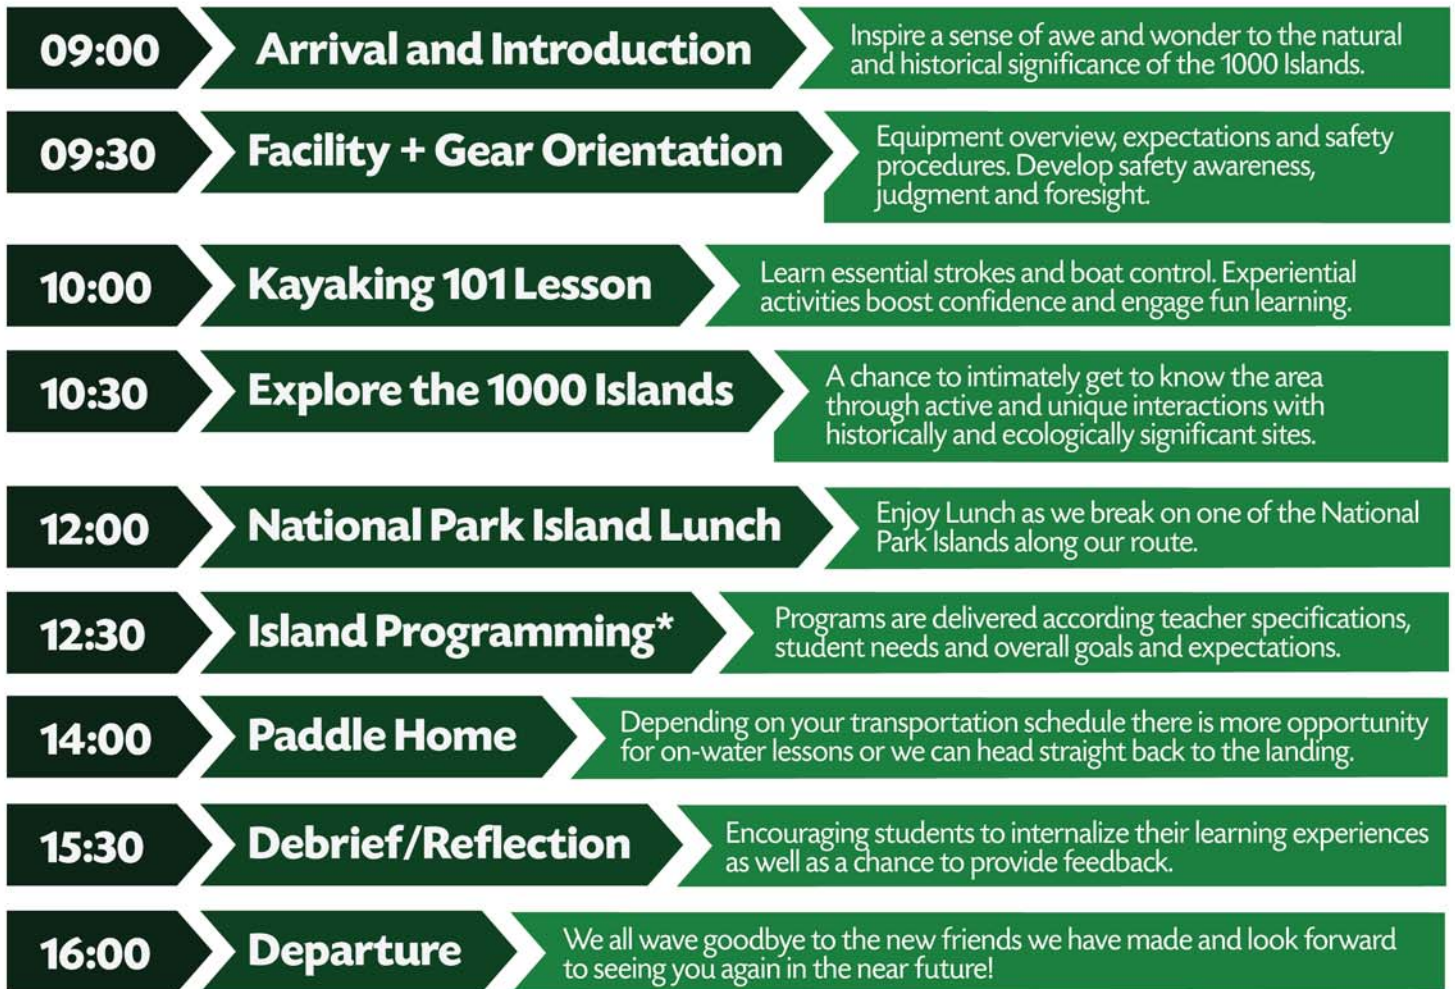 09:00
Arrival and Introduction
Inspire a sense of awe and wonder to the natural
and historical significance of the 1000 Islands.
09:30
Facility + Gear Orientation
Equipment overview, expectations and safety
procedures. Develop safety awareness,
judgment and foresight.
10:00
Kayaking 101 Lesson
Learn essential strokes and boat control. Experiential
activities boost confidence and engage fun learning.
10:30
Explore the 1000 Islands
A chance to intimately get to know the area
through active and unique interactions with
historically and ecologically significant sites.
12:00
National Park Island Lunch
Enjoy Lunch as we break on one of the National
Park Islands along our route.
12:30
Island Programming*
Programs are delivered according teacher specifications,
student needs and overall goals and expectations.
14:00
Paddle Home
Depending on your transportation schedule there is more opportunity
for on-water lessons or we can head straight back to the landing.
15:30
Debrief/Reflection
Encouraging students to internalize their learning experiences
as well as a chance to provide feedback.
16:00
Departure
We all wave goodbye to the new friends we have made and look forward
to seeing you again in the near future!